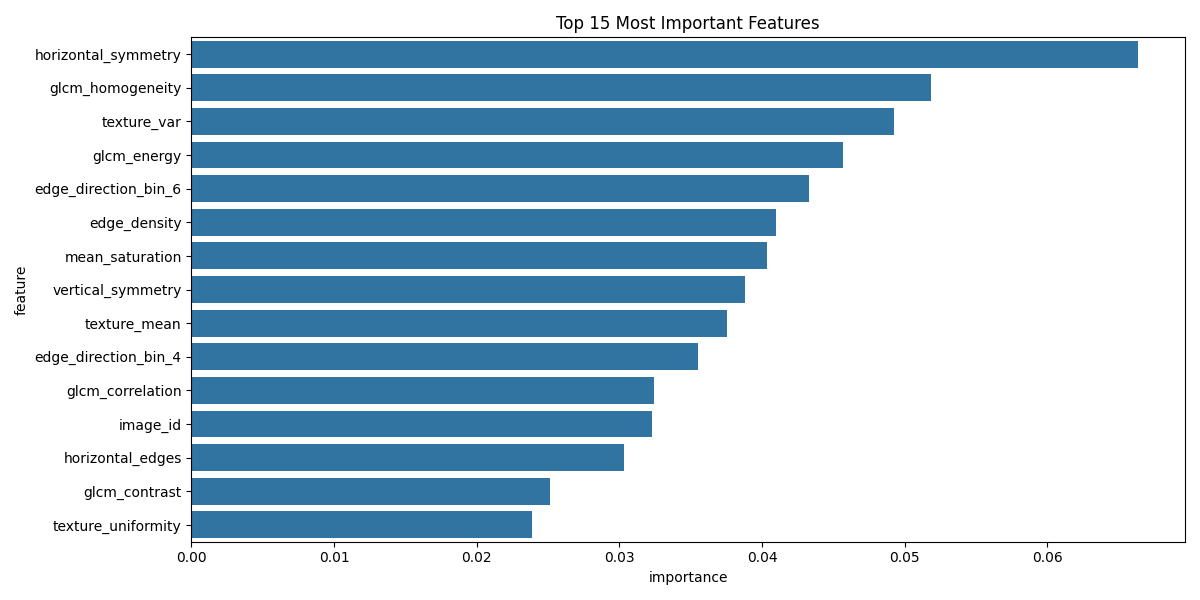 Top 15 Most Important Features
feature
horizontal_symmetry
glcm_homogeneity
texture_var
glcm_energy
edge_direction_bin_6
edge_density
mean_saturation
vertical_symmetry
texture_mean
edge_direction_bin_4
glcm_correlation
image_id
horizontal_edges
glcm_contrast
texture_uniformity
0.00 0.01 0.02 0.03 0.04 0.05 0.06
importance